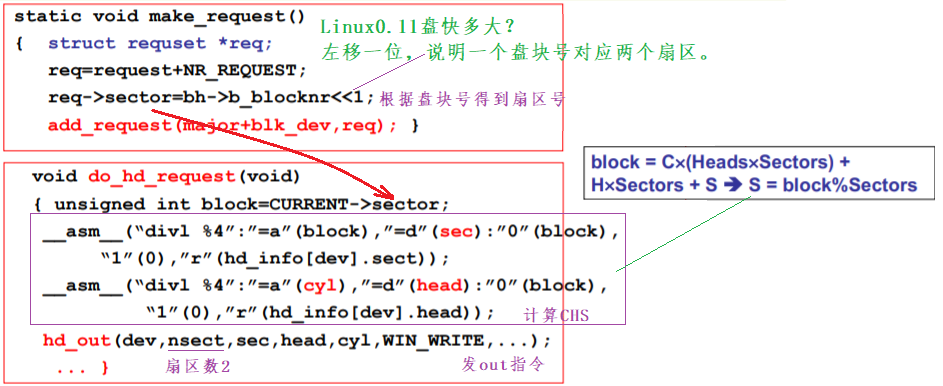 static void make_request()
Linux0.11盘快多大？
{ struct requset *req;
左移一位，说明一个盘块号对应两个扇区。
req=request+NR_REQUEST;
req->sector=bh->b_blocknr<<1;
根据盘块号得到扇区号
add_request(major+blk_dev,req); }
block = C×(Heads×Sectors) +
H×Sectors + S ➔ S = block%Sectors
void do_hd_request(void)
{ unsigned int block=CURRENT->sector;
__asm__(“divl %4”:”=a”(block),”=d”(sec):”0”(block),
“1”(0),”r”(hd_info[dev].sect));
__asm__(“divl %4”:”=a”(cyl),”=d”(head):”0”(block),
“1”(0),”r”(hd_info[dev].head));
计算CHS
hd_out(dev,nsect,sec,head,cyl,WIN_WRITE,...);
扇区数2
发out指令
... }